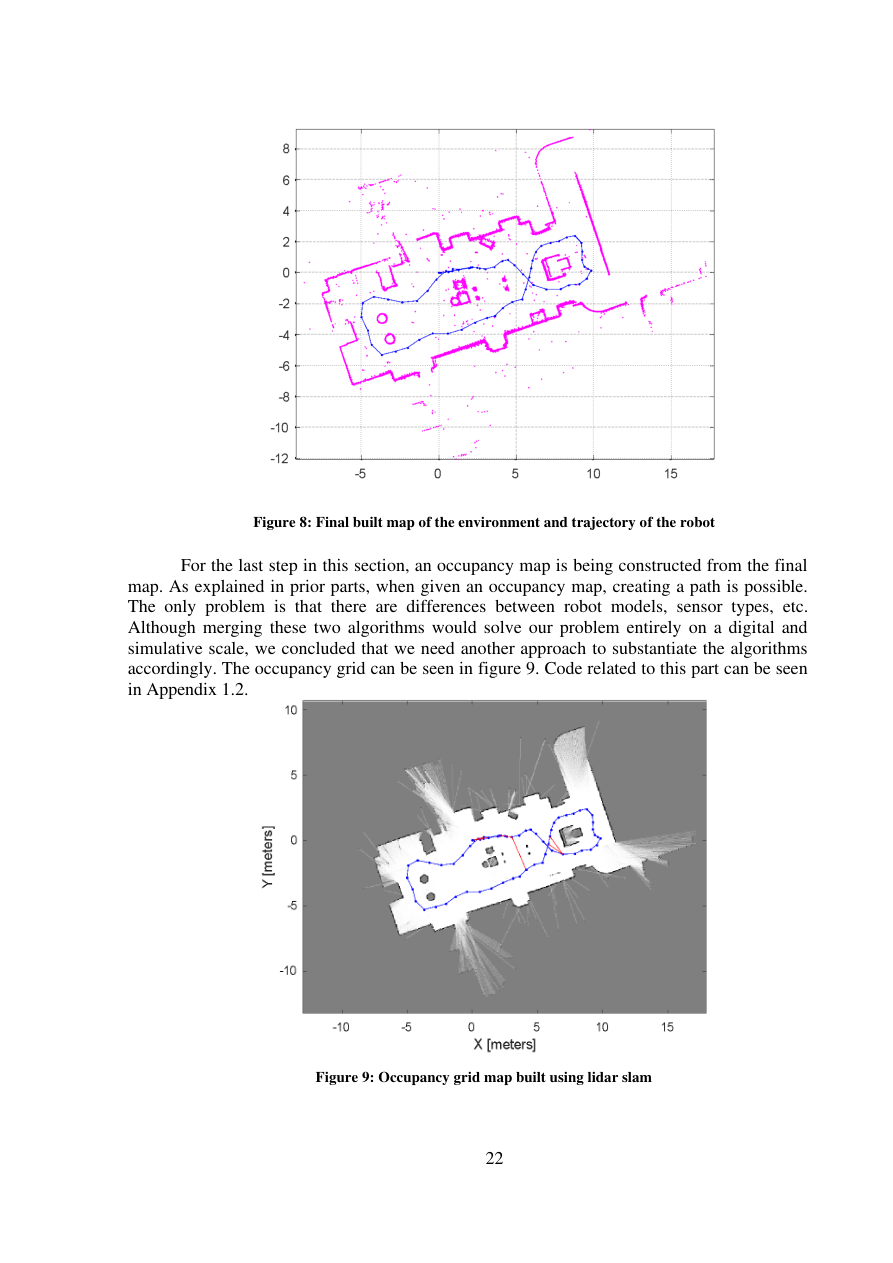 8
6
4
2
0
-2
-4
-6
-8
-10
-12
-5 0 5 10 15
Figure 8: Final built map of the environment and trajectory of the robot
For the last step in this section, an occupancy map is being constructed from the final
map. As explained in prior parts, when given an occupancy map, creating a path is possible.
The only problem is that there are differences between robot models, sensor types, etc.
Although merging these two algorithms would solve our problem entirely on a digital and
simulative scale, we concluded that we need another approach to substantiate the algorithms
accordingly. The occupancy grid can be seen in figure 9. Code related to this part can be seen
in Appendix 1.2.
10
5
0
-5
-10
Y [meters]
-10 -5 0 5 10 15
X [meters]
Figure 9: Occupancy grid map built using lidar slam
22